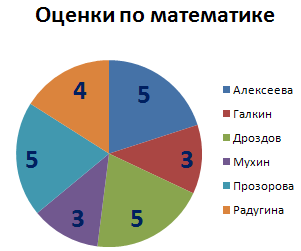 Оценки по математике
5
3
5
3
5
4
Алексеева
Галкин
Дроздов
Мухин
Прозорова
Радугина